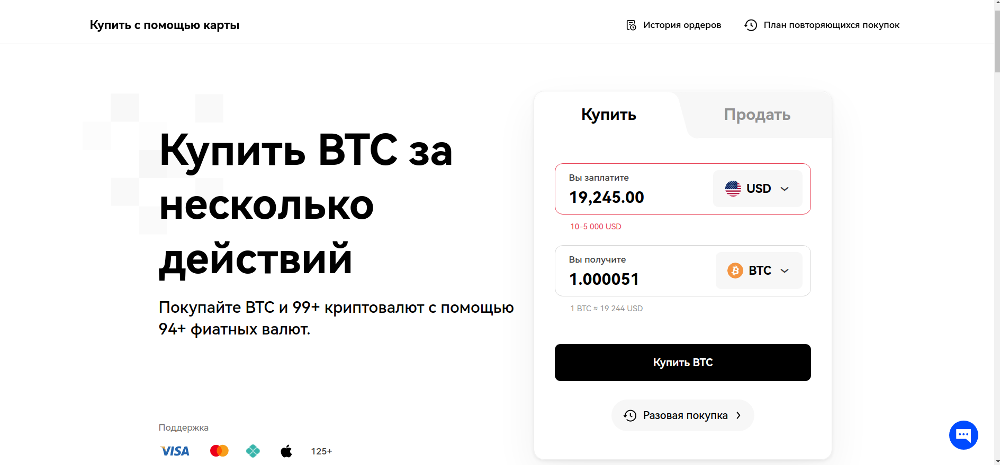 Купить с помощью карты
История ордеров
План повторяющихся покупок
Купить BTC за
несколько
действий
Покупайте BTC и 99+ криптовалют с помощью
94+ фиатных валют.
Поддержка
VISA
125+
Купить
Продать
Вы заплатите
19,245.00
USD
10-5 000 USD
Вы получите
1.000051
BTC
1 BTC ≈ 19 244 USD
Купить BTC
Разовая покупка